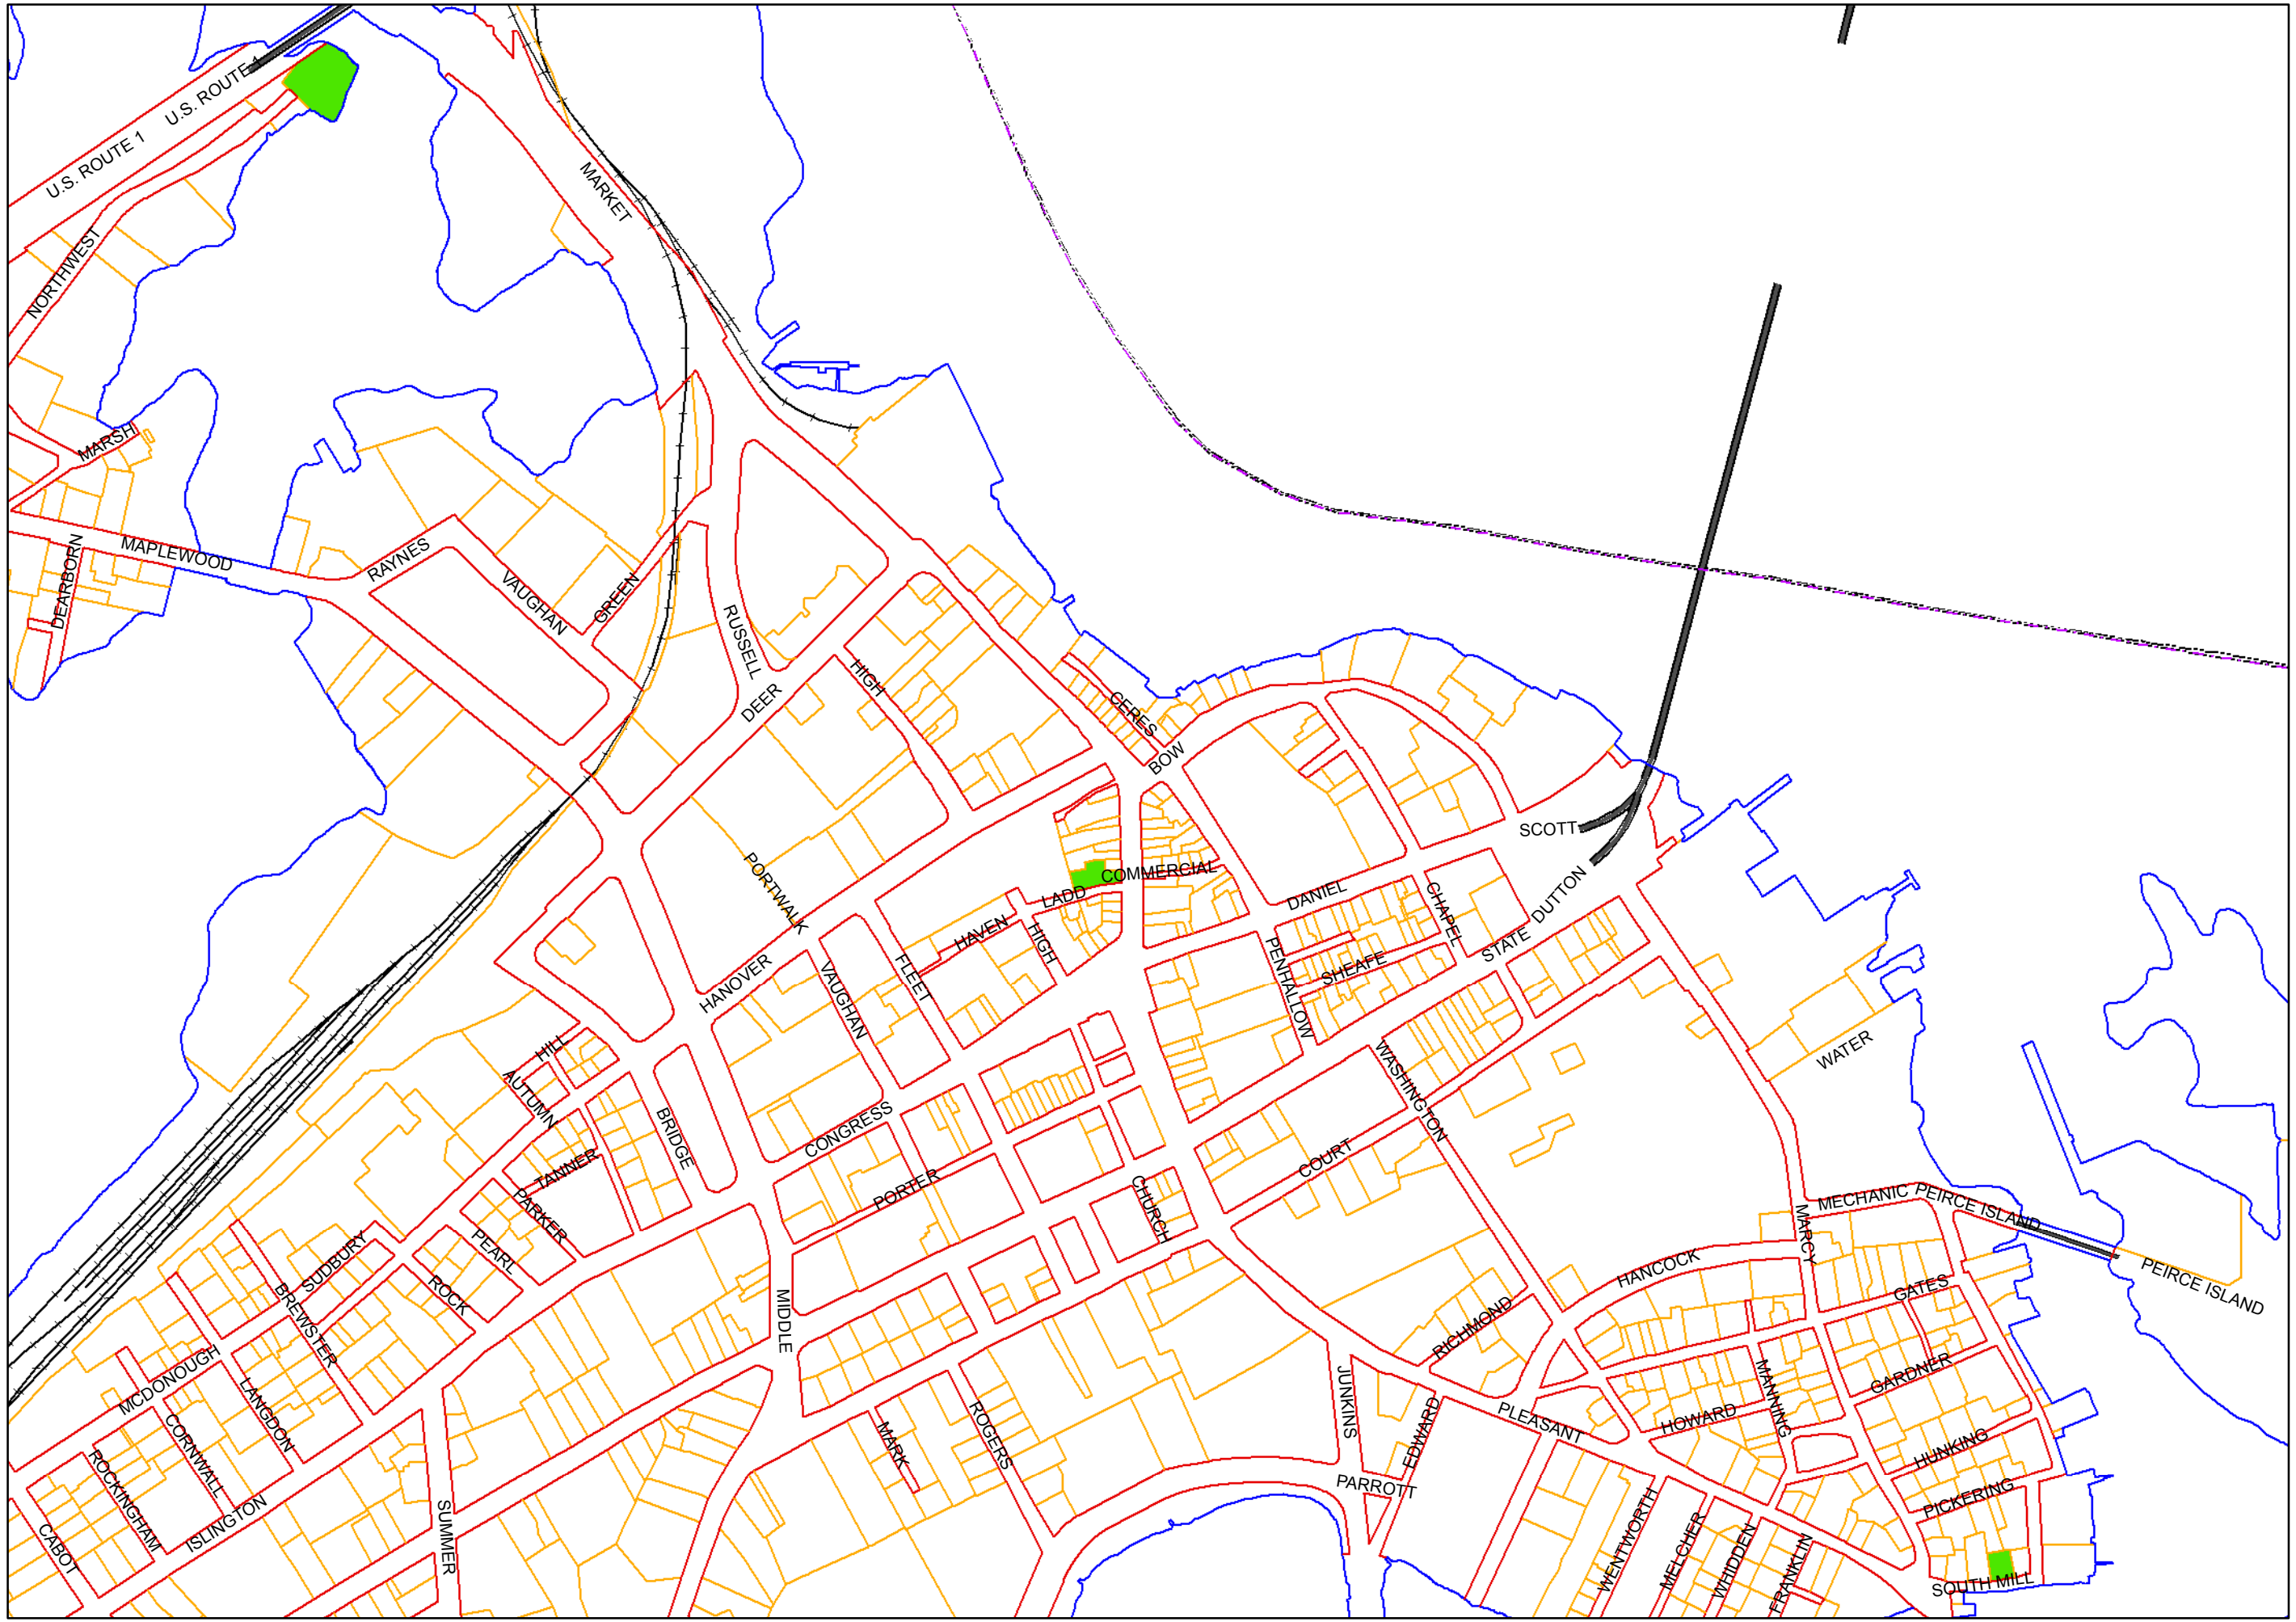 U.S. ROUTE 1
U.S. ROUTE 1
MARKET
NORTHWEST
MARSH
MAPLEWOOD
DEARBORN
RAYNES
VAUGHAN
GREEN
RUSSELL
DEER
HIGH
CERES
BOW
SCOTT
DUTTON
PORTWALK
COMMERCIAL
LADD
HAVEN
HIGH
DANIEL
CHAPEL
STATE
SHEAFE
PENHALLOW
HANOVER
VAUGHAN
FLEET
WATER
HILL
AUTUMN
BRIDGE
CONGRESS
WASHINGTON
COURT
TANNER
PORTER
CHURCH
PARKER
PEARL
SUDBURY
ROCK
BREWSTER
MECHANIC
PEIRCE ISLAND
PEIRCE ISLAND
MARCY
HANCOCK
GATES
MIDDLE
RICHMOND
MCDONOUGH
LANGDON
CORNWALL
ROCKINGHAM
CABOT
ISLINGTON
SUMMER
MARK
ROGERS
JUNKINS
EDWARD
PARROTT
PLEASANT
HOWARD
MANNING
GARDNER
HUNKING
PICKERING
WENTWORTH
MELCHER
WHIDDEN
FRANKLIN
SOUTH MILL